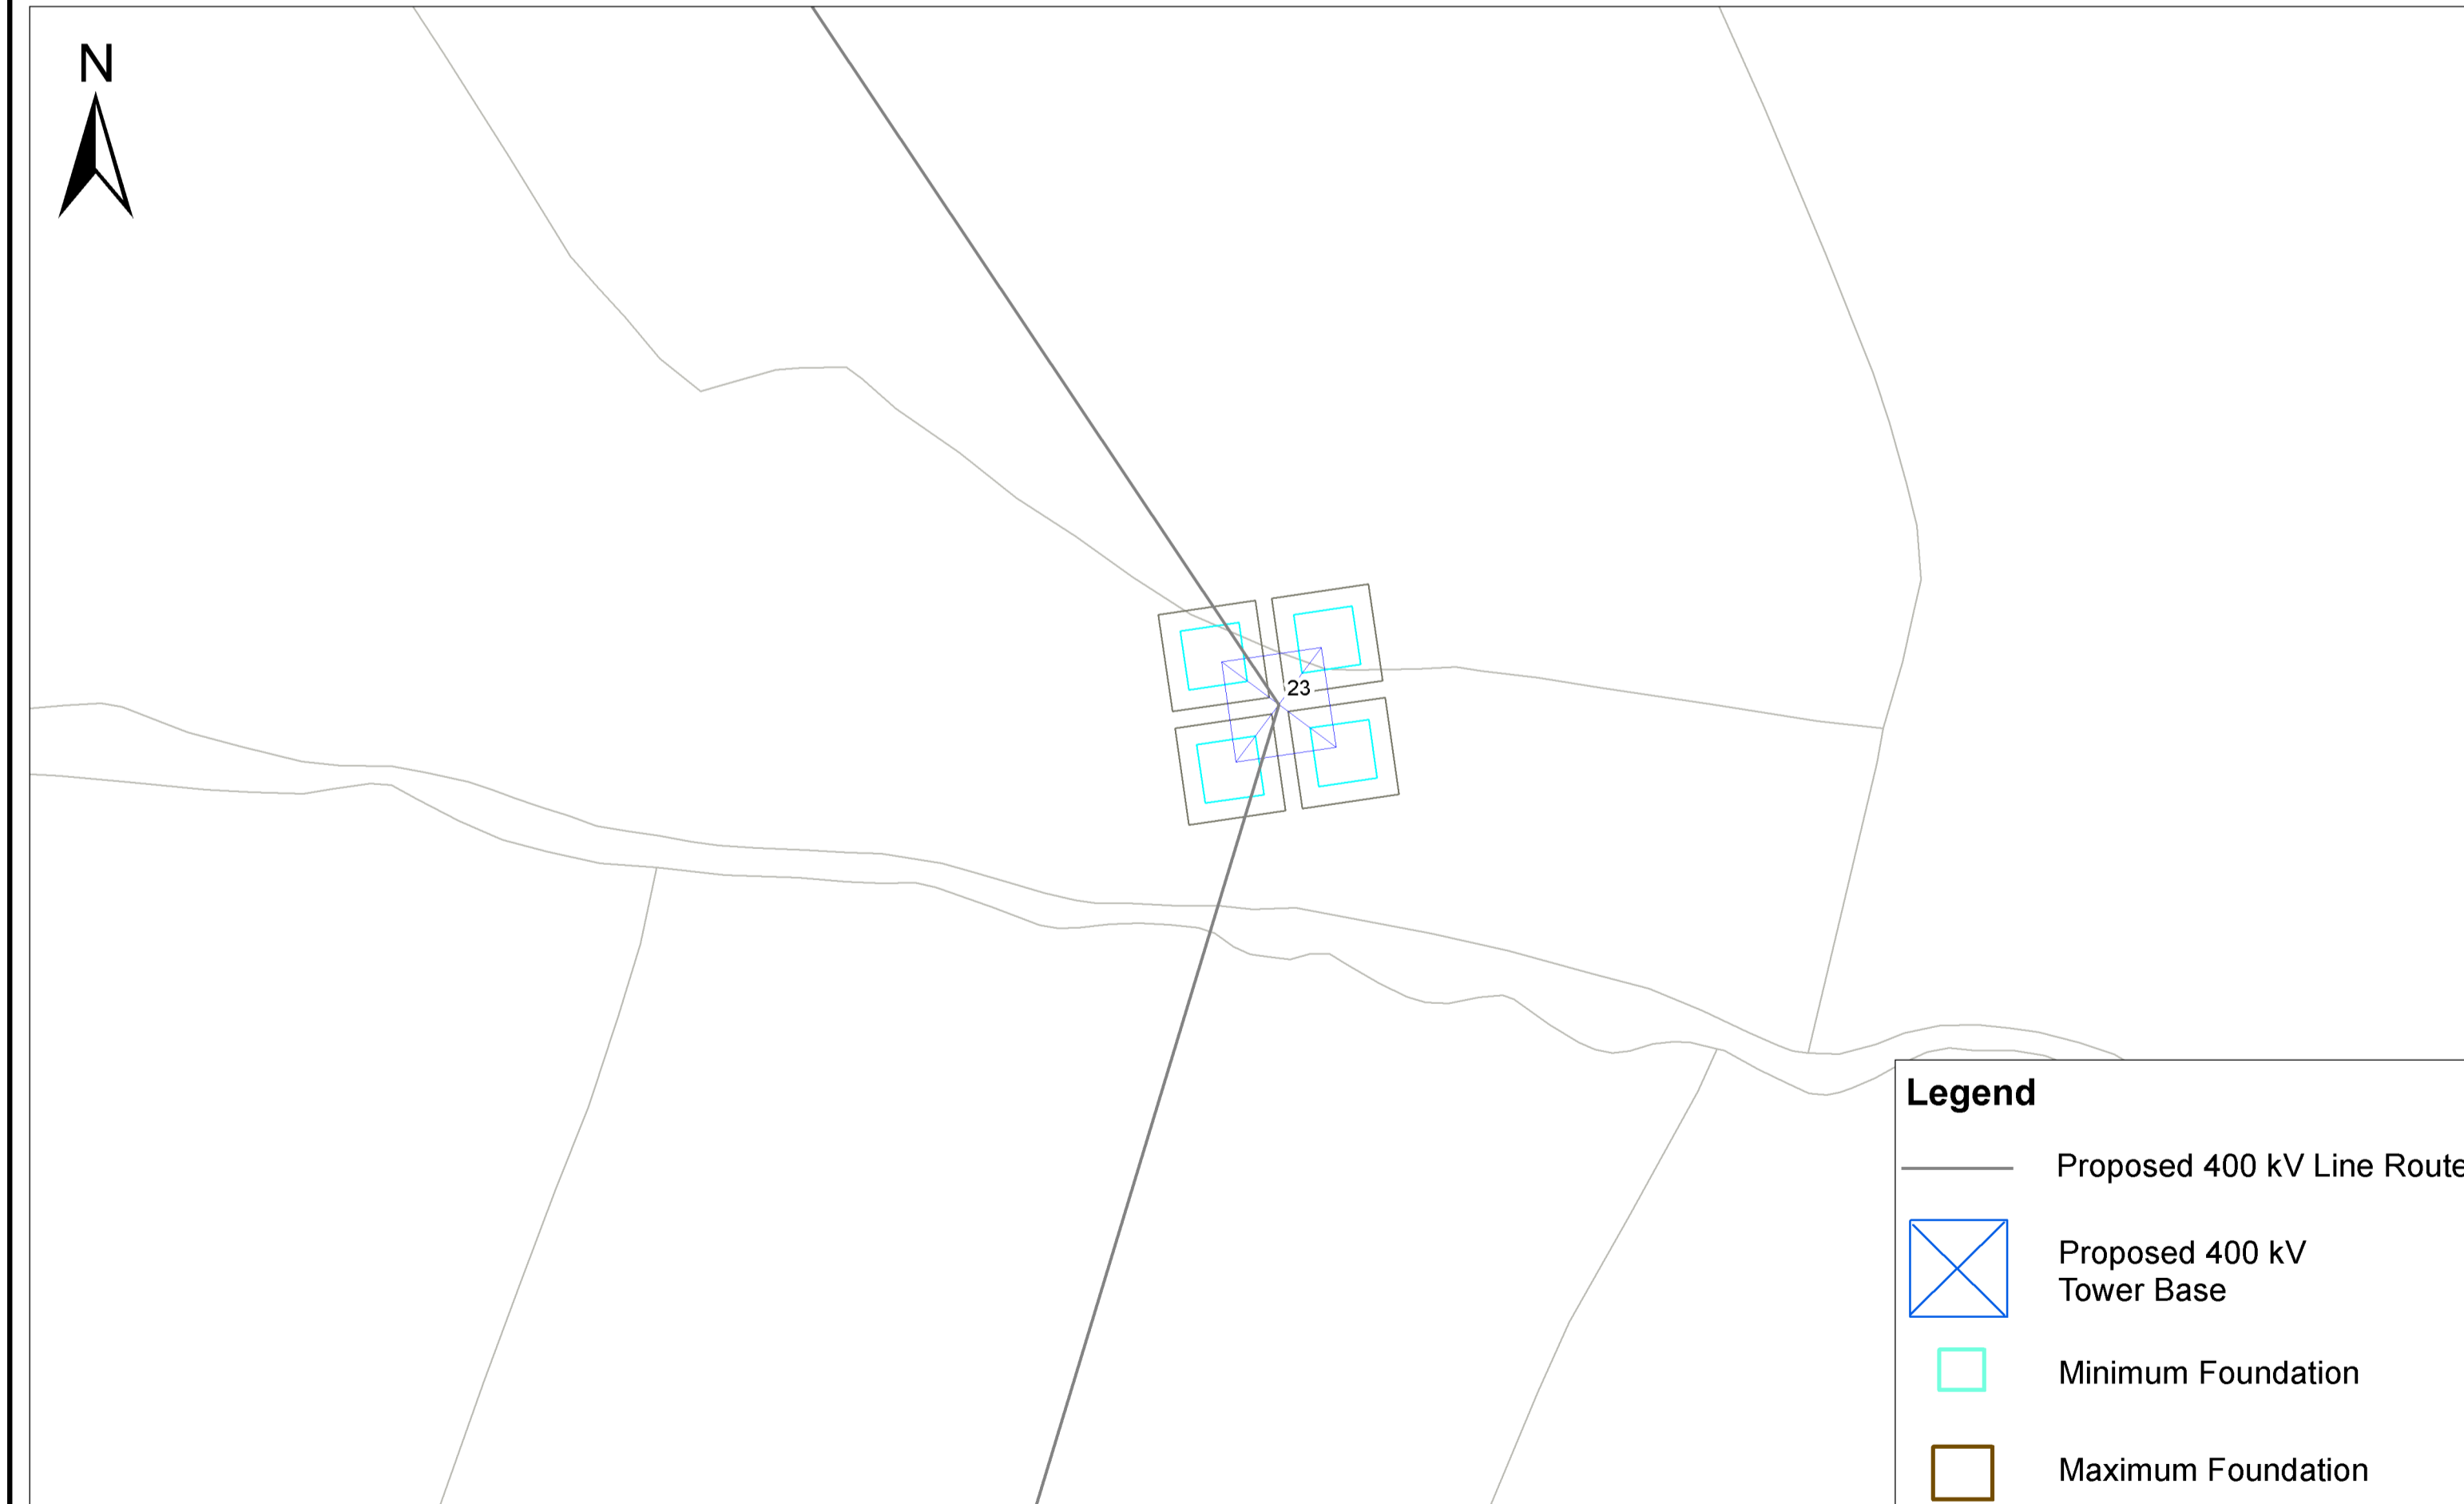 N
23
Legend
Proposed 400 kV Line Route
Proposed 400 kV
Tower Base
Minimum Foundation
Maximum Foundation